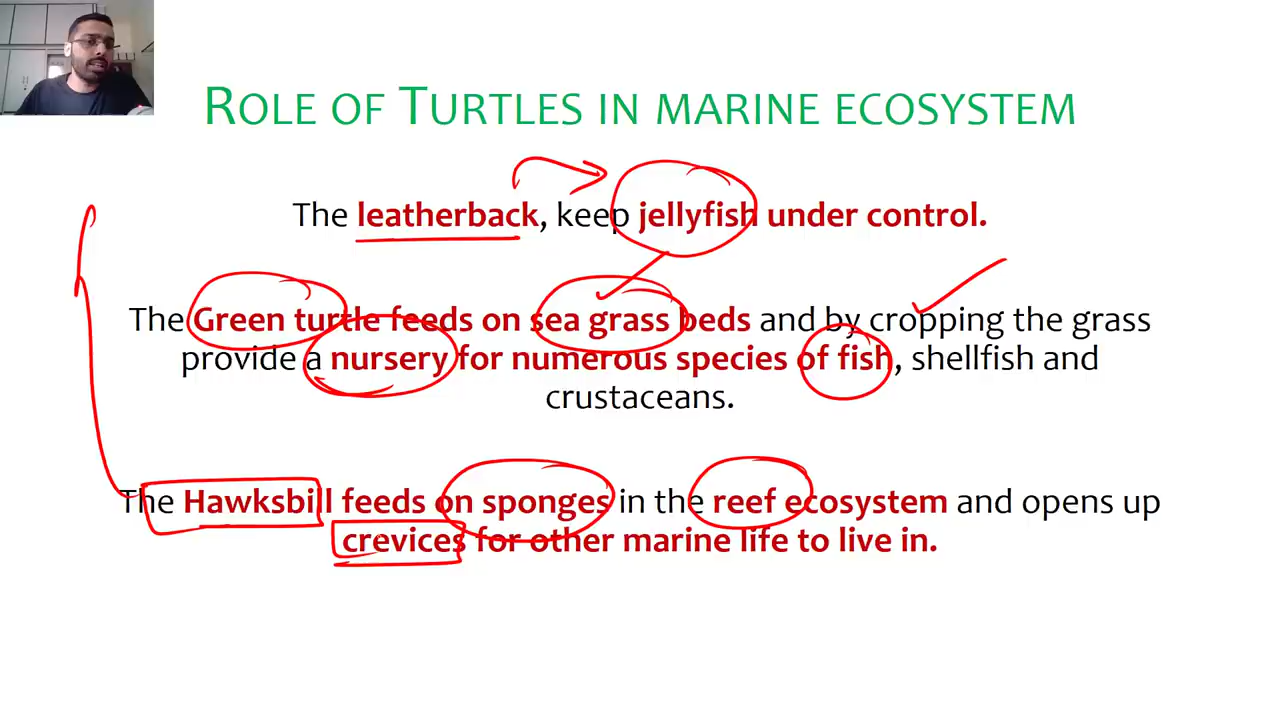 ROLE OF TURTLES IN MARINE ECOSYSTEM
The leatherback, keep jellyfish under control.
The Green turtle feeds on sea grass beds and by cropping the grass
provide a nursery for numerous species of fish, shellfish and
crustaceans.
The Hawksbill feeds on sponges in the reef ecosystem and opens up
crevices for other marine life to live in.